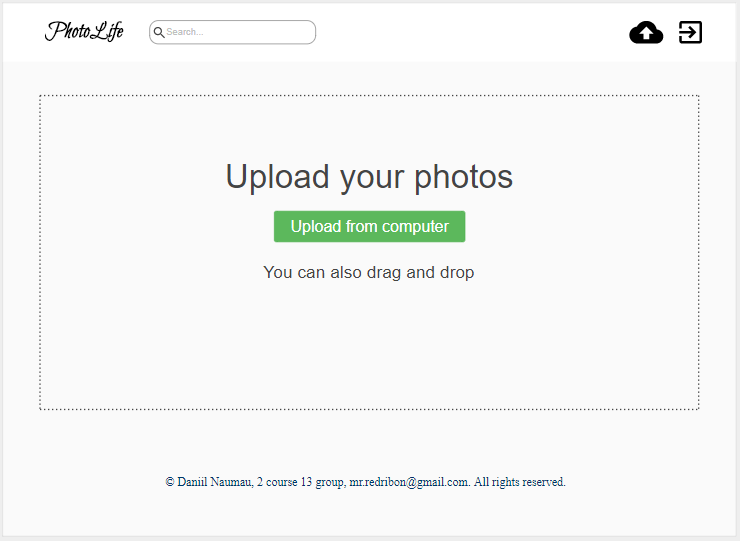 PhotoLife
Search...
Upload your photos
Upload from computer
You can also drag and drop
© Daniil Naumau, 2 course 13 group, mr.redribon@gmail.com. All rights reserved.